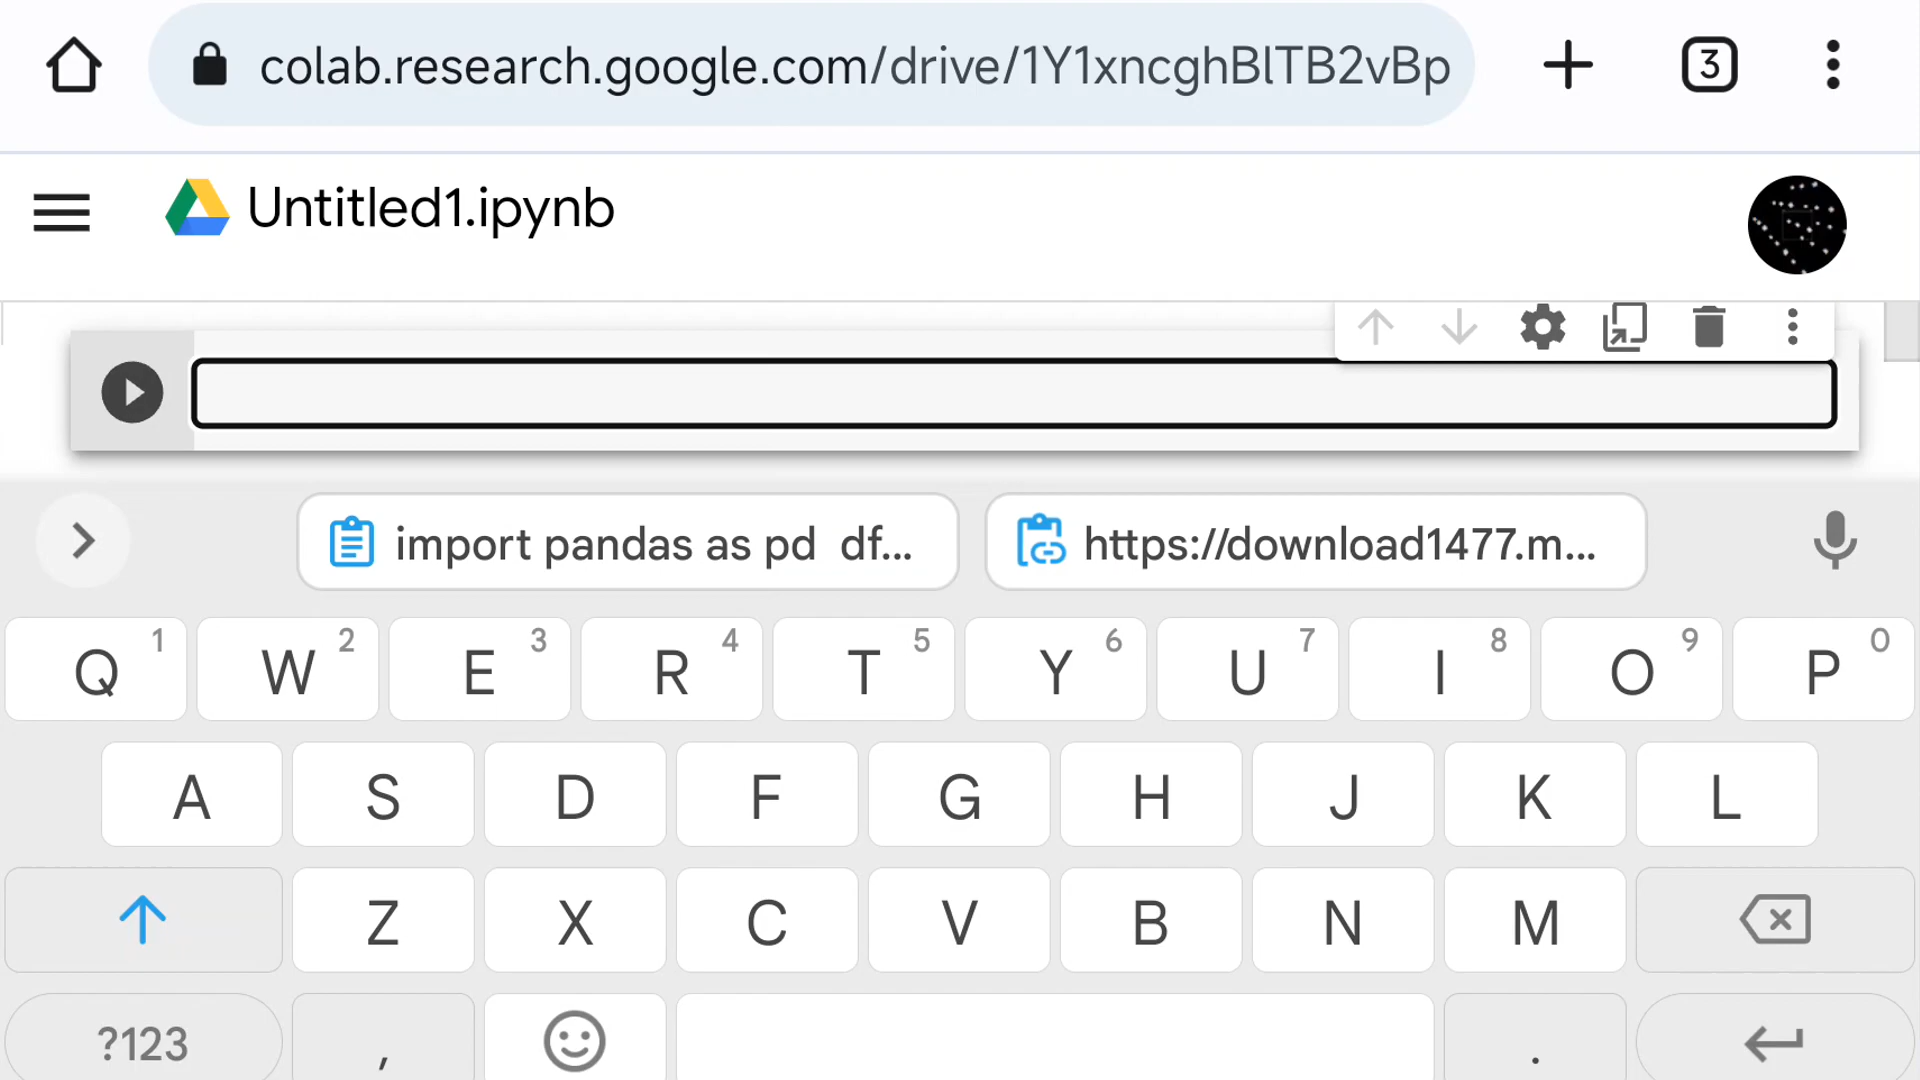 colab.research.google.com/drive/1Y1xncghBlTB2vBp
3
Untitled1.ipynb
import pandas as pd df...
https://download1477.m...
Q 1 W 2 E 3 R 4 T 5 Y 6 U 7 I 8 O 9 P 0
A S D F G H J K L
Z X C V B N M
?123 , .